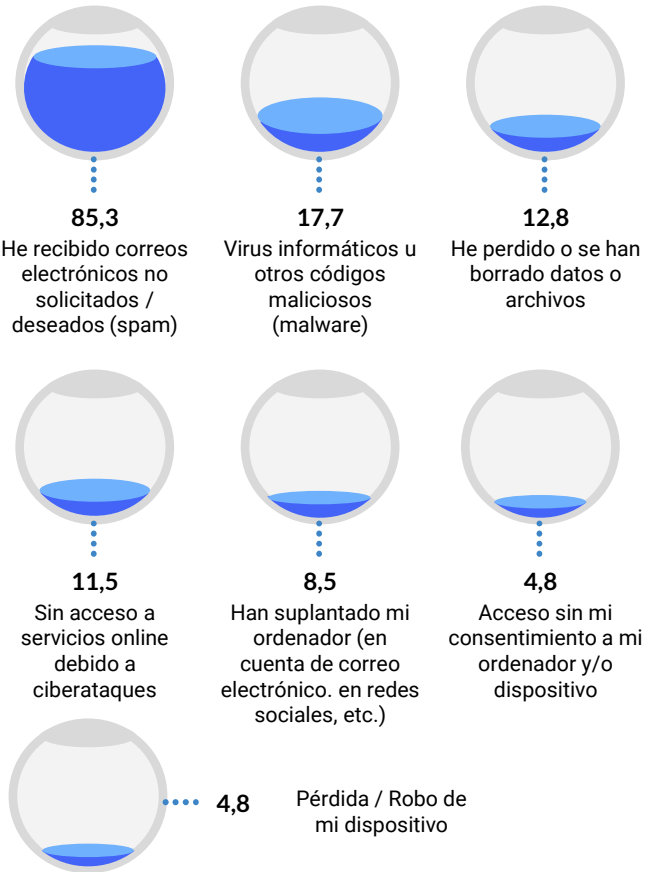 85,3
He recibido correos
electrónicos no
solicitados /
deseados (spam)
17,7
Virus informáticos u
otros códigos
maliciosos
(malware)
12,8
He perdido o se han
borrado datos o
archivos
11,5
Sin acceso a
servicios online
debido a
ciberataques
8,5
Han suplantado mi
ordenador (en
cuenta de correo
electrónico. en redes
sociales, etc.)
4,8
Acceso sin mi
consentimiento a mi
ordenador y/o
dispositivo
4,8
Pérdida / Robo de
mi dispositivo